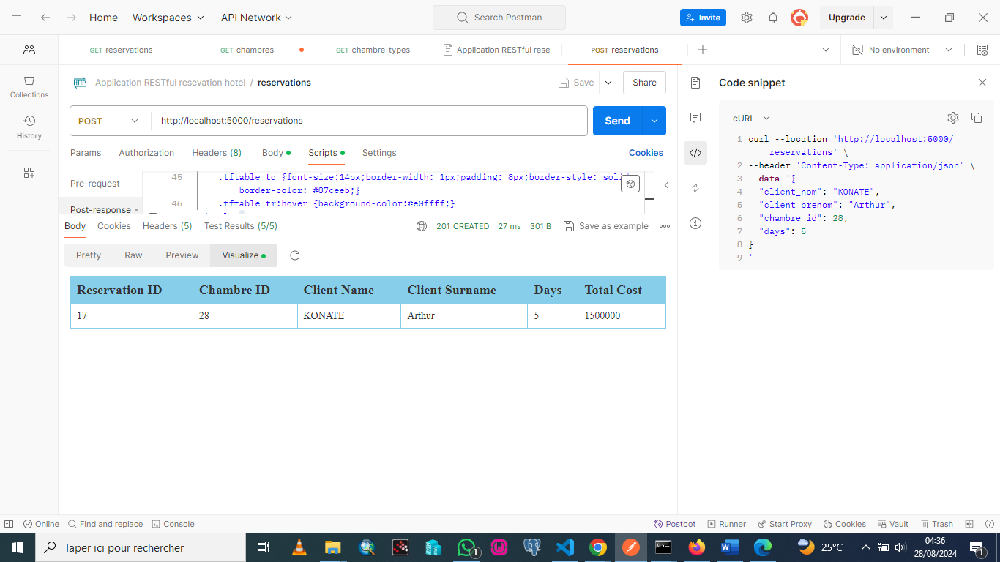 Home Workspaces API Network Search Postman Invite Upgrade
GET reservations GET chambres GET chambre_types Application RESTful rese POST reservations No environment
Collections
History
HTTP Application RESTful resevation hotel / reservations Save Share
POST http://localhost:5000/reservations Send
Params Authorization Headers (8) Body Scripts Settings Cookies
Pre-request
Post-response
45 .tftable td {font-size:14px;border-width: 1px;padding: 8px;border-style: soli
border-color: #87ceeb;}
46 .tftable tr:hover {background-color:#e0ffff;}
Body Cookies Headers (5) Test Results (5/5) 201 CREATED 27 ms 301 B Save as example
Pretty Raw Preview Visualize
Reservation ID Chambre ID Client Name Client Surname Days Total Cost
17 28 KONATE Arthur 5 1500000
Code snippet
cURL
1 curl --location 'http://localhost:5000/
reservations' \
2 --header 'Content-Type: application/json' \
3 --data '{
4 "client_nom": "KONATE",
5 "client_prenom": "Arthur",
6 "chambre_id": 28,
7 "days": 5
8 }
9 '
Online Find and replace Console Postbot Runner Start Proxy Cookies Vault Trash
Taper ici pour rechercher 1 25°C 04:36
28/08/2024 1